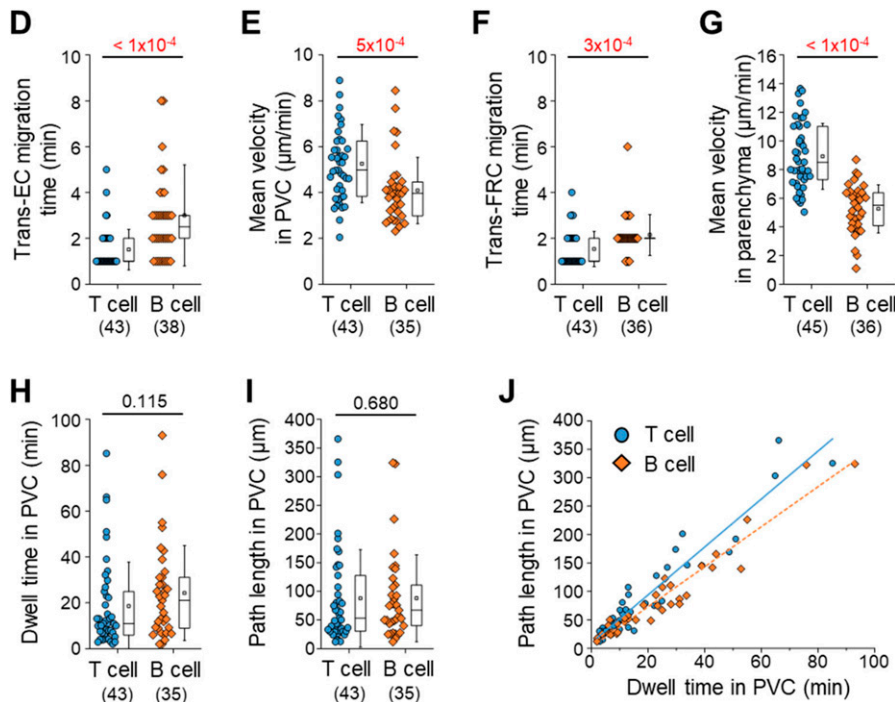 D
< 1x10⁻⁴
Trans-EC migration
time (min)
10
8
6
4
2
0
T cell
B cell
(43)
(38)
E
5x10⁻⁴
Mean velocity
in PVC (µm/min)
10
8
6
4
2
0
T cell
B cell
(43)
(35)
F
3x10⁻⁴
Trans-FRC migration
time (min)
10
8
6
4
2
0
T cell
B cell
(43)
(36)
G
< 1x10⁻⁴
Mean velocity
in parenchyma (µm/min)
16
14
12
10
8
6
4
2
0
T cell
B cell
(45)
(36)
H
0.115
Dwell time in PVC (min)
100
80
60
40
20
0
T cell
B cell
(43)
(35)
I
0.680
Path length in PVC (µm)
400
350
300
250
200
150
100
50
0
T cell
B cell
(43)
(35)
J
Path length in PVC (µm)
400
350
300
250
200
150
100
50
0
T cell
B cell
0
20
40
60
80
100
Dwell time in PVC (min)